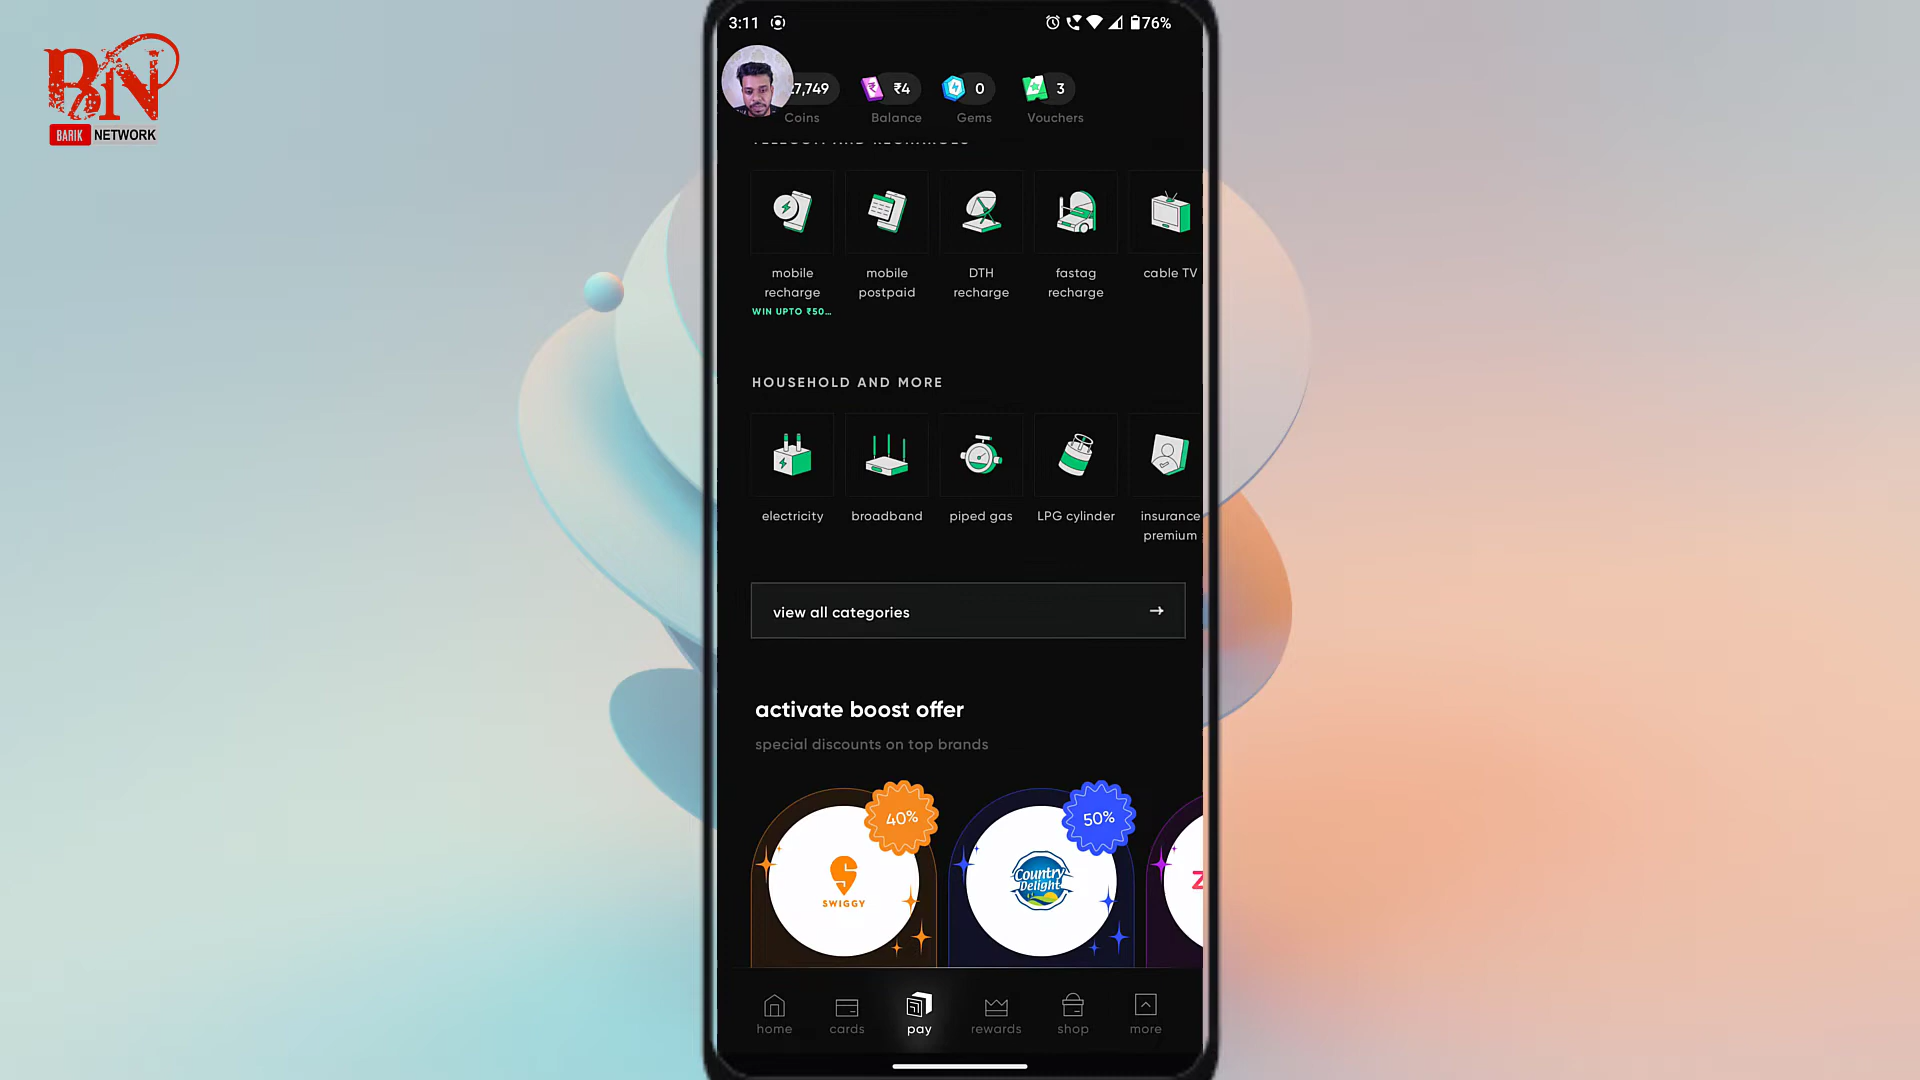 BN
BARIK NETWORK
3:11
76%
7,749
₹4
0
3
Coins
Balance
Gems
Vouchers
TELECOM AND RECHARGES
mobile recharge
mobile postpaid
DTH recharge
fastag recharge
cable TV
WIN UPTO ₹50...
HOUSEHOLD AND MORE
electricity
broadband
piped gas
LPG cylinder
insurance premium
view all categories →
activate boost offer
special discounts on top brands
40%
50%
SWIGGY
Country Delight
home
cards
pay
rewards
shop
more